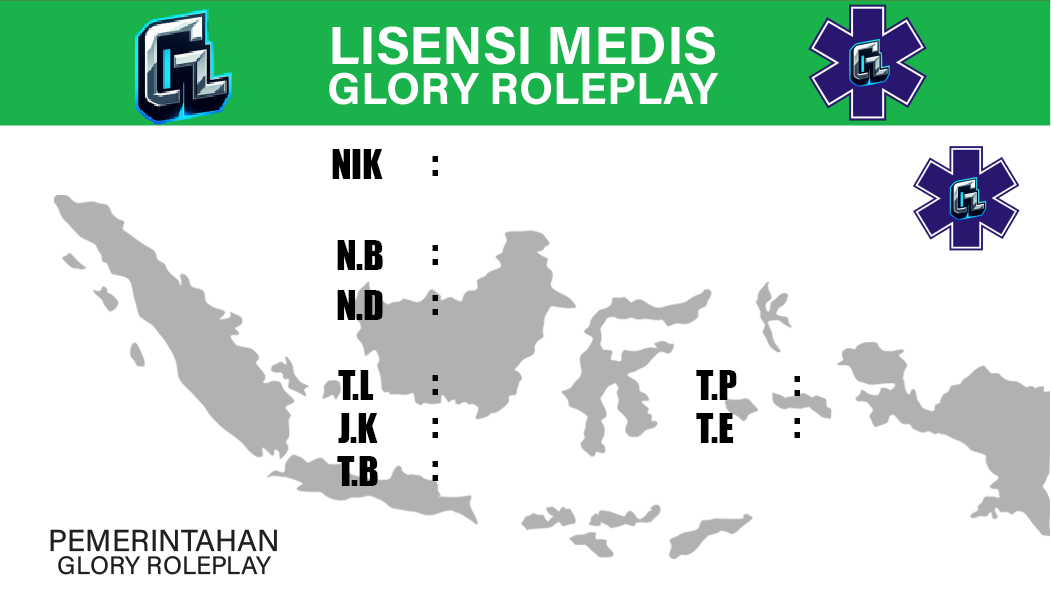 LISENSI MEDIS
GLORY ROLEPLAY
NIK :
N.B :
N.D :
T.L : T.P :
J.K : T.E :
T.B :
PEMERINTAHAN
GLORY ROLEPLAY